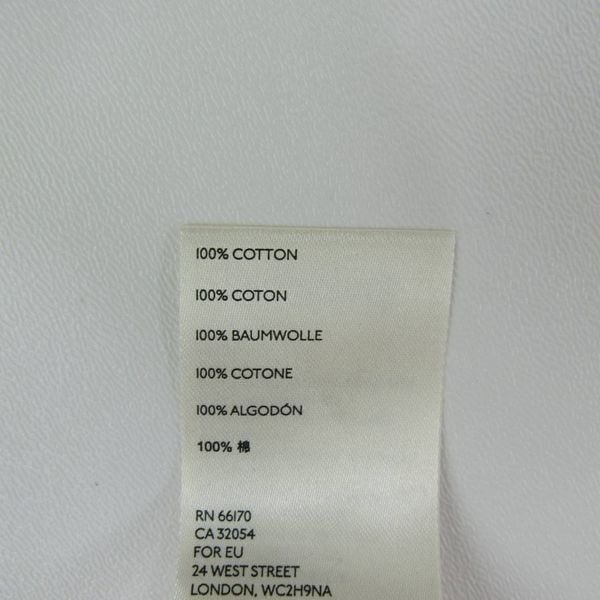 100% COTTON
100% COTON
100% BAUMWOLLE
100% COTONE
100% ALGODÓN
100% 棉
RN 66170
CA 32054
FOR EU
24 WEST STREET
LONDON, WC2H9NA